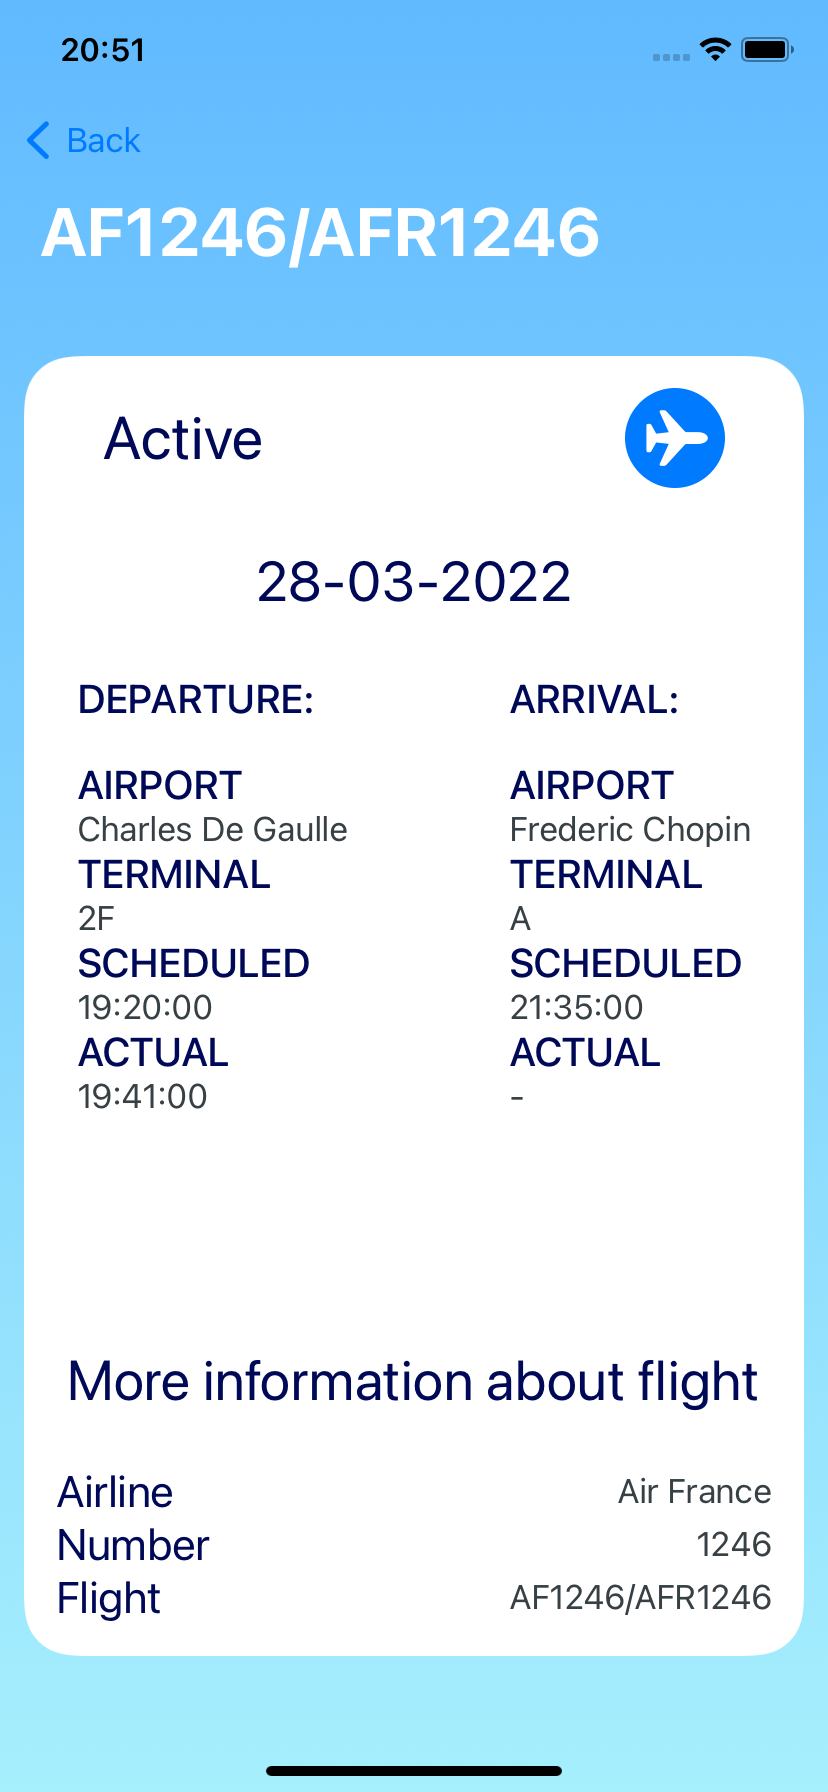 20:51
Back
AF1246/AFR1246
Active
28-03-2022
DEPARTURE:
AIRPORT
Charles De Gaulle
TERMINAL
2F
SCHEDULED
19:20:00
ACTUAL
19:41:00
ARRIVAL:
AIRPORT
Frederic Chopin
TERMINAL
A
SCHEDULED
21:35:00
ACTUAL
-
More information about flight
Airline Air France
Number 1246
Flight AF1246/AFR1246